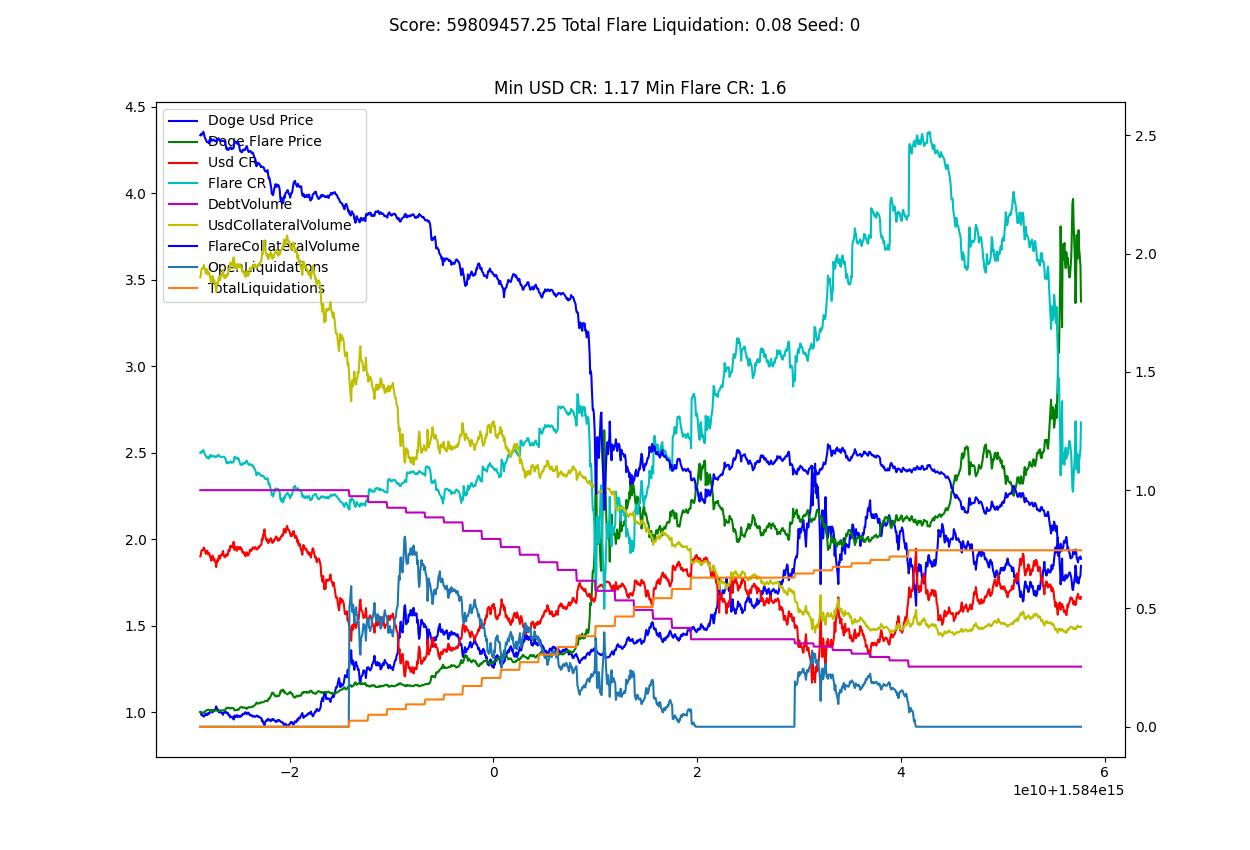 Score: 59809457.25 Total Flare Liquidation: 0.08 Seed: 0
Min USD CR: 1.17 Min Flare CR: 1.6
4.5
4.0
3.5
3.0
2.5
2.0
1.5
1.0
Doge Usd Price
Doge Flare Price
Usd CR
Flare CR
DebtVolume
UsdCollateralVolume
FlareCollateralVolume
OpenLiquidations
TotalLiquidations
2.5
2.0
1.5
1.0
0.5
0.0
−2 0 2 4 6
1e10+1.584e15